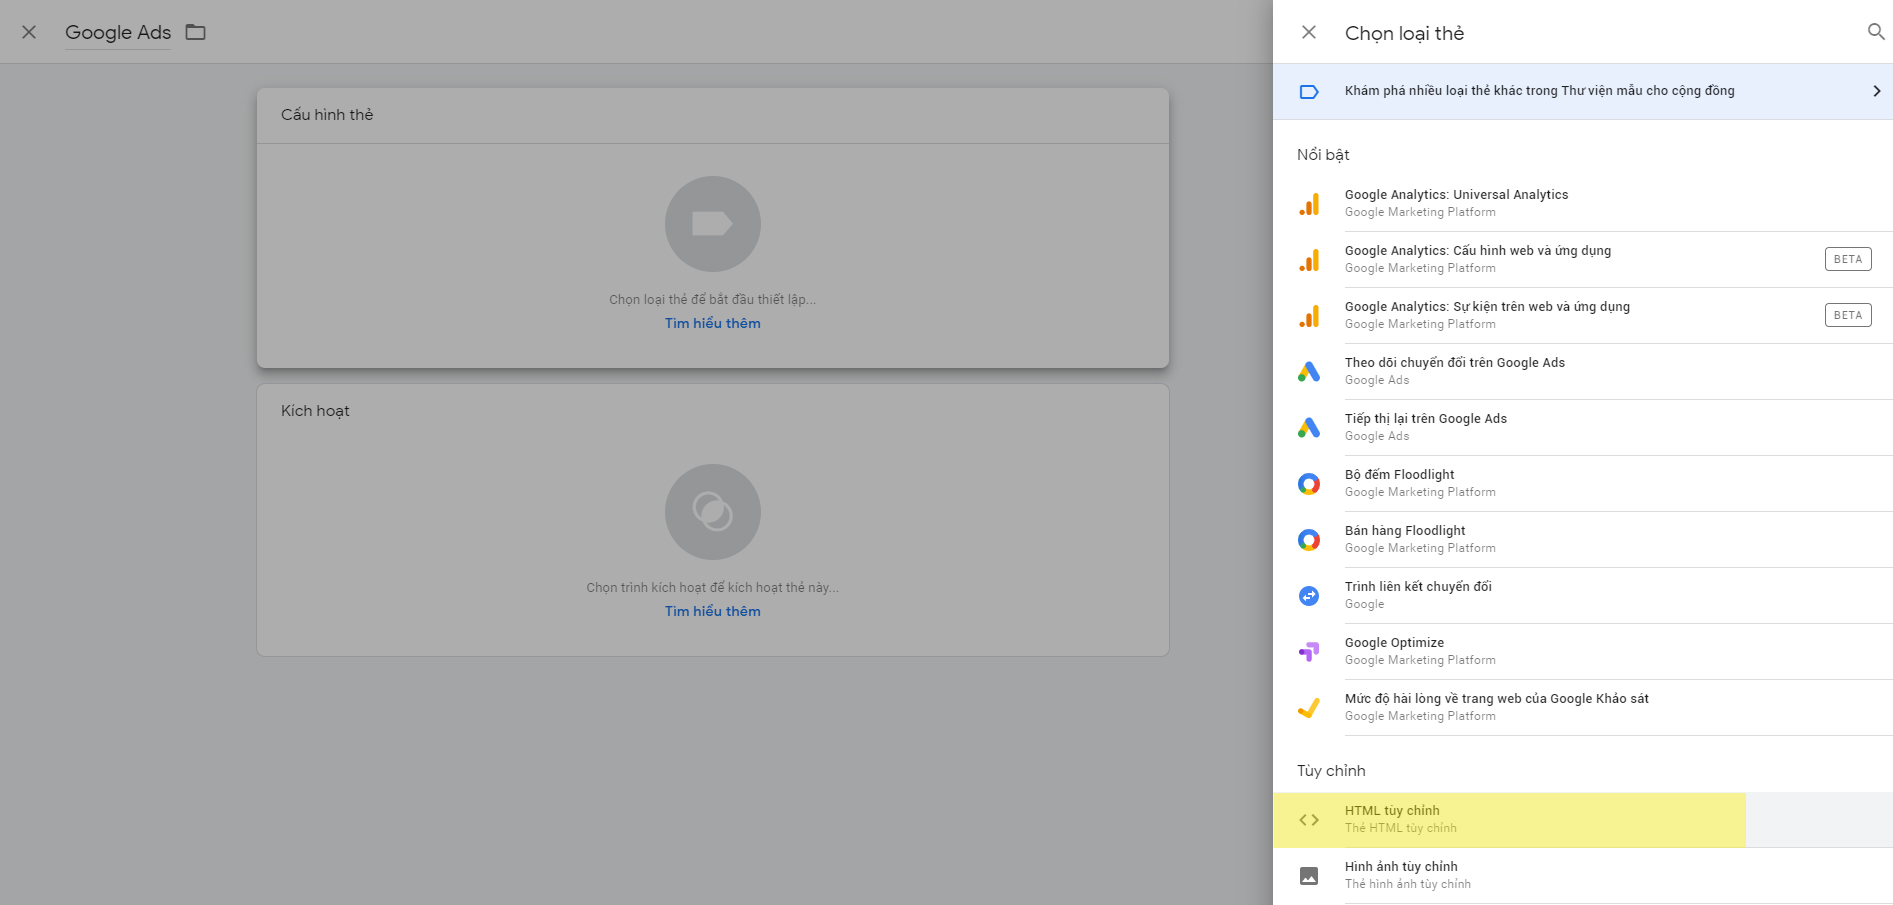 Google Ads
Cấu hình thẻ
Chọn loại thẻ để bắt đầu thiết lập...
Tìm hiểu thêm
Kích hoạt
Chọn trình kích hoạt để kích hoạt thẻ này...
Tìm hiểu thêm
Chọn loại thẻ
Khám phá nhiều loại thẻ khác trong Thư viện mẫu cho cộng đồng
Nổi bật
Google Analytics: Universal Analytics
Google Marketing Platform
Google Analytics: Cấu hình web và ứng dụng
Google Marketing Platform
BETA
Google Analytics: Sự kiện trên web và ứng dụng
Google Marketing Platform
BETA
Theo dõi chuyển đổi trên Google Ads
Google Ads
Tiếp thị lại trên Google Ads
Google Ads
Bộ đếm Floodlight
Google Marketing Platform
Bán hàng Floodlight
Google Marketing Platform
Trình liên kết chuyển đổi
Google
Google Optimize
Google Marketing Platform
Mức độ hài lòng về trang web của Google Khảo sát
Google Marketing Platform
Tùy chỉnh
HTML tùy chỉnh
Thẻ HTML tùy chỉnh
Hình ảnh tùy chỉnh
Thẻ hình ảnh tùy chỉnh